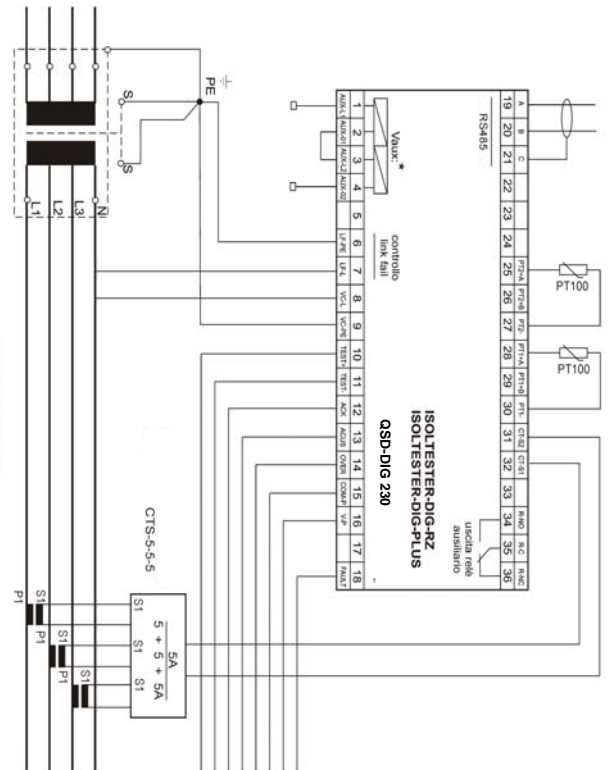 PE
S
S
L1
L2
L3
N
Vaux: *
controllo
link fail
RS485
ISOLTESTER-DIG-RZ
ISOLTESTER-DIG-PLUS
QSD-DIG 230
uscita relè
ausiliario
1 AUX-L1
2 AUX-01
3 AUX-L2
4 AUX-02
5
6 LF-PE
7 LF-L
8 VC-L
9 VC-PE
10 TEST+
11 TEST-
12 ACK
13 ACUS
14 OVER
15 COM-P
16 V-P
17
18 FAULT
19 A
20 B
21 C
22
23
24
25 PT2+A
26 PT2+B
27 PT2-
28 PT1+A
29 PT1+B
30 PT1-
31 CT-S2
32 CT-S1
33
34 R-NO
35 R-C
36 R-NC
PT100
PT100
CTS-5-5-5
S1
S1
S1
5A
5 + 5 + 5A
S1
P1
S1
P1
S1
P1